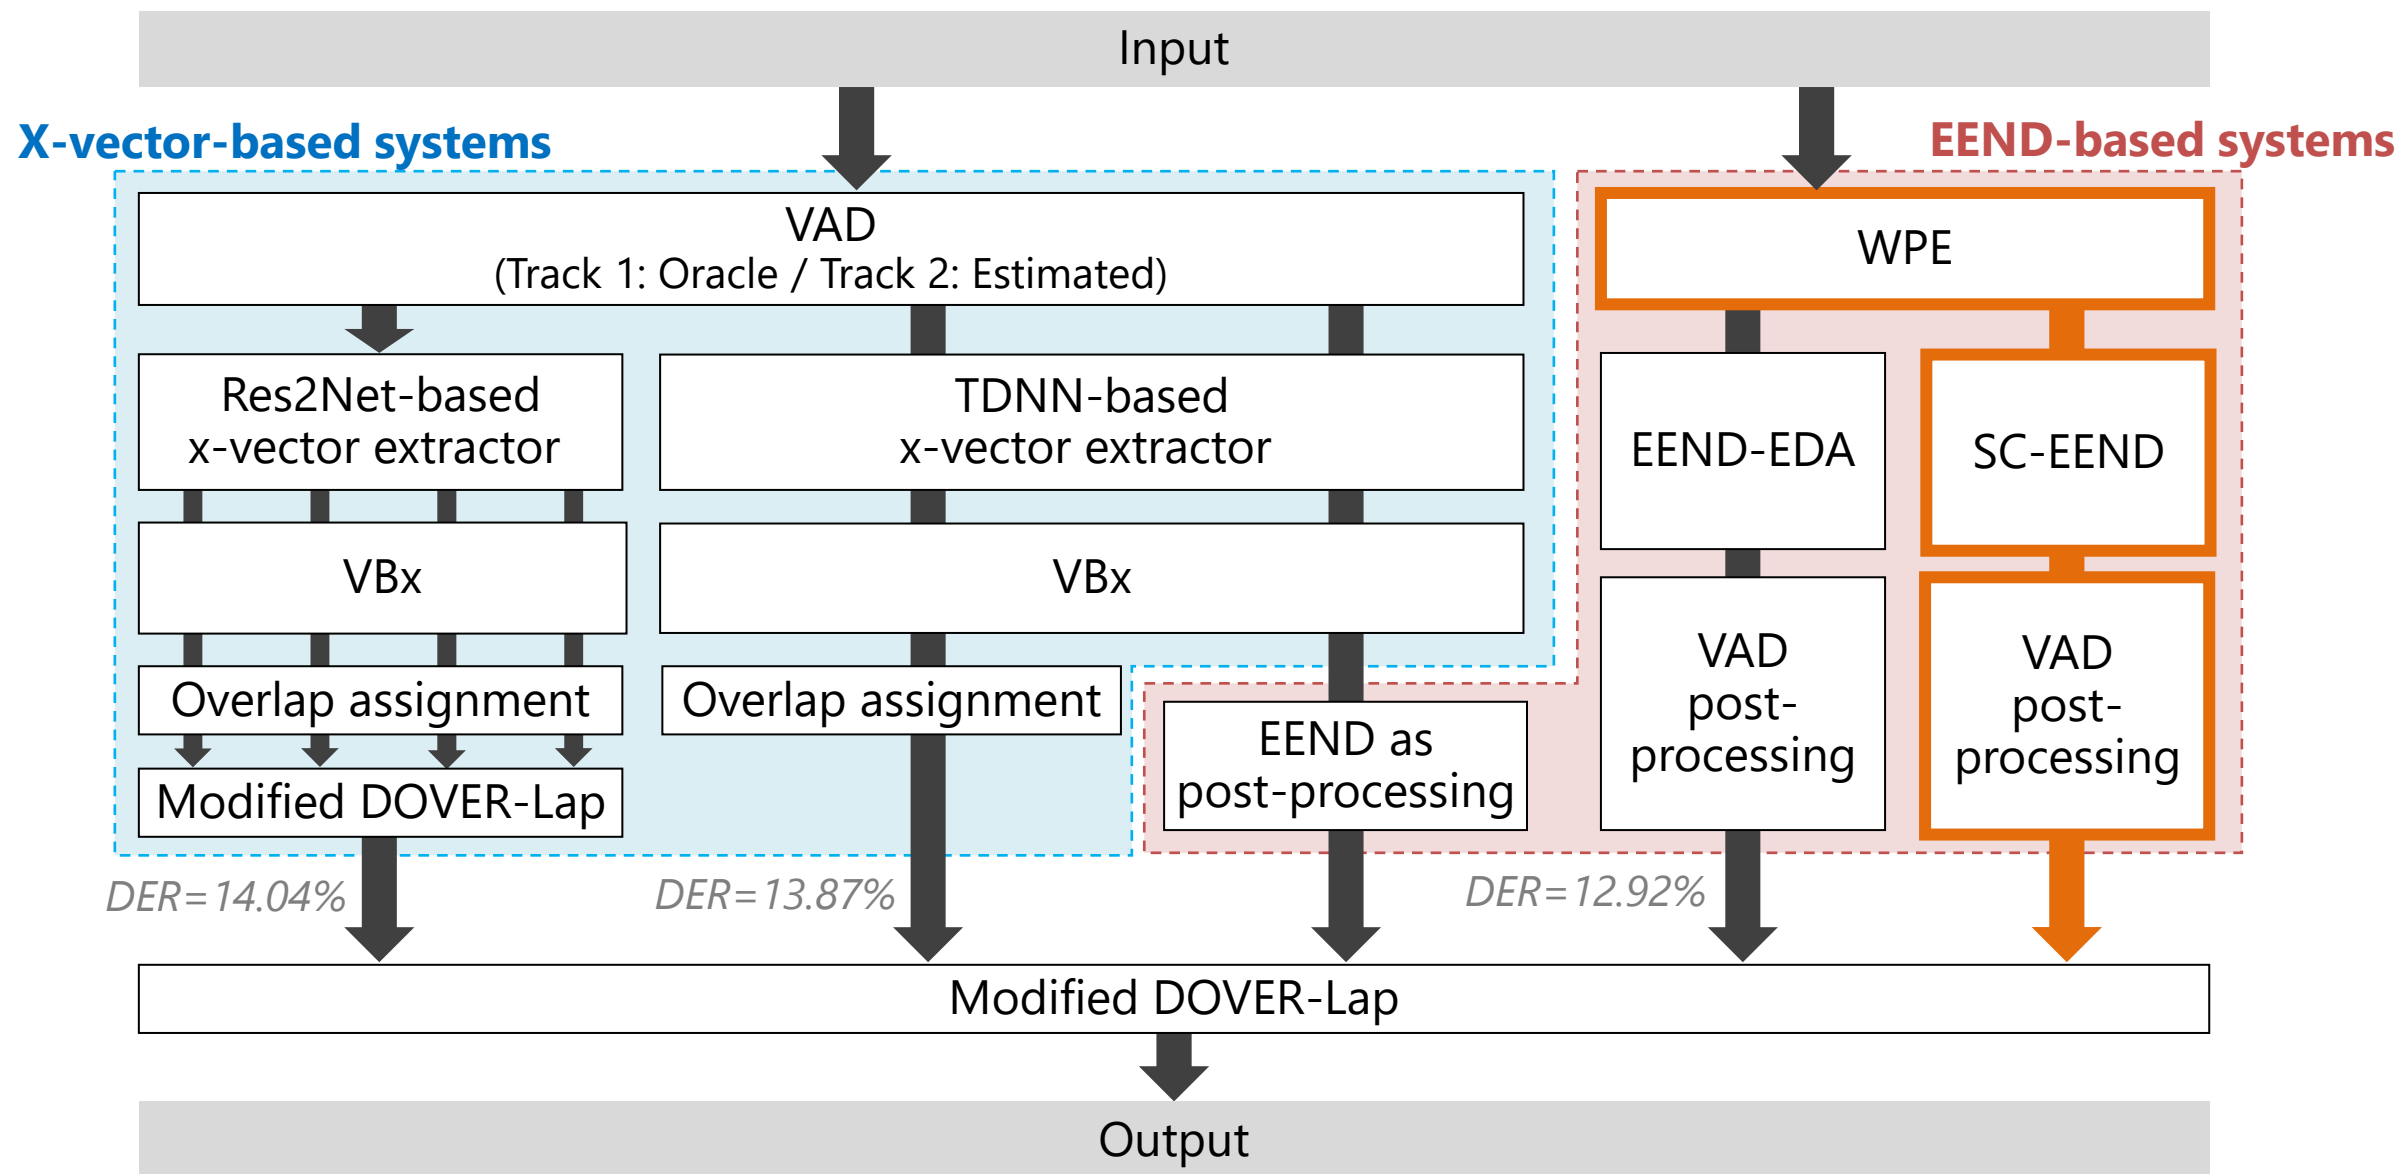 Input
X-vector-based systems
EEND-based systems
VAD
(Track 1: Oracle / Track 2: Estimated)
WPE
Res2Net-based
x-vector extractor
TDNN-based
x-vector extractor
EEND-EDA
SC-EEND
VBx
VBx
Overlap assignment
Overlap assignment
EEND as
post-processing
VAD
post-
processing
VAD
post-
processing
Modified DOVER-Lap
DER=14.04%
DER=13.87%
DER=12.92%
Modified DOVER-Lap
Output